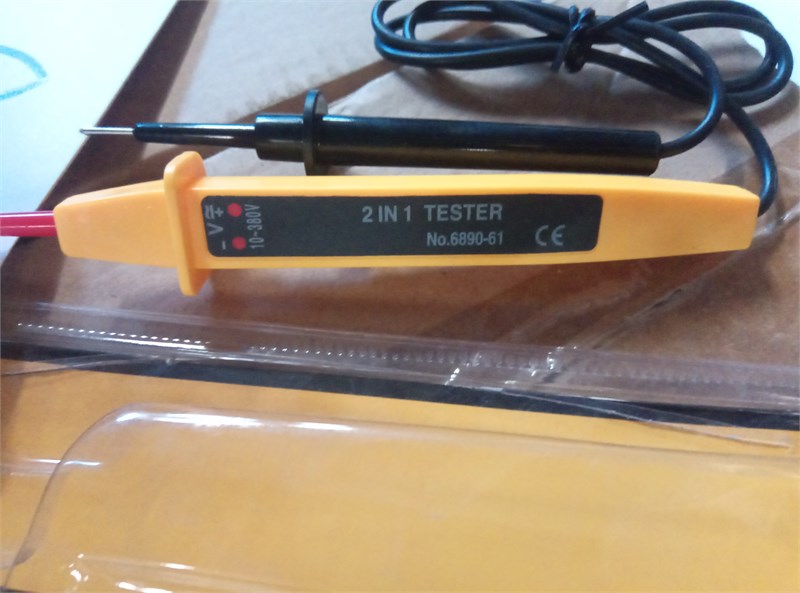 2 IN 1 TESTER
No.6890-61
CE
+
V
-
10-380V